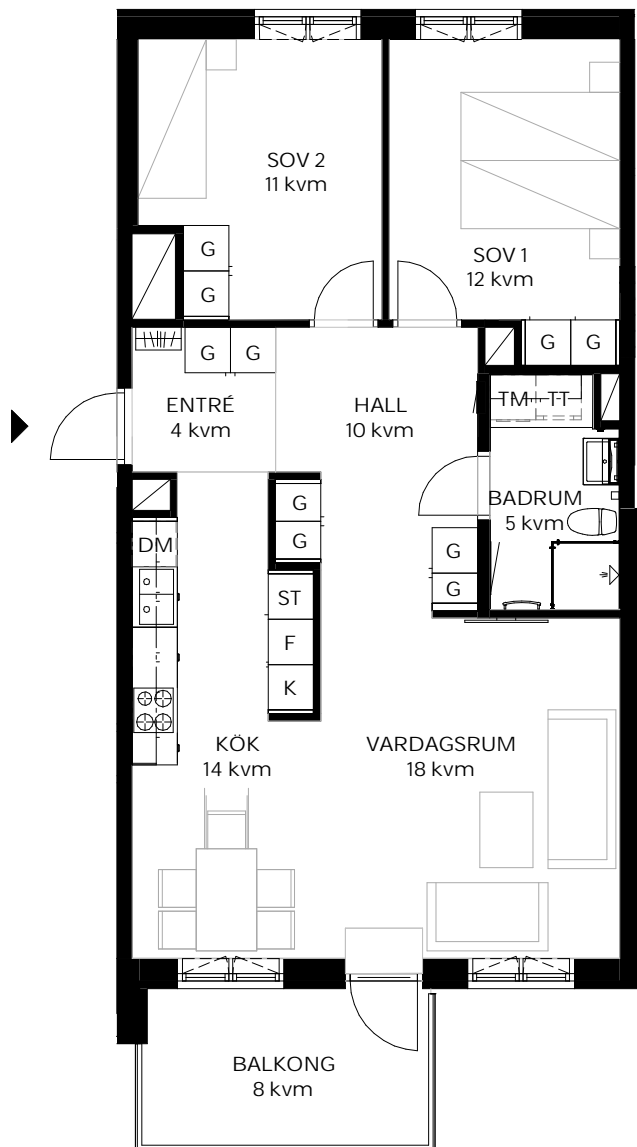 SOV 2
11 kvm
SOV 1
12 kvm
G
G
G
G
G
G
ENTRÉ
4 kvm
HALL
10 kvm
TM
TT
BADRUM
5 kvm
G
G
DM
G
G
ST
F
K
KÖK
14 kvm
VARDAGSRUM
18 kvm
BALKONG
8 kvm